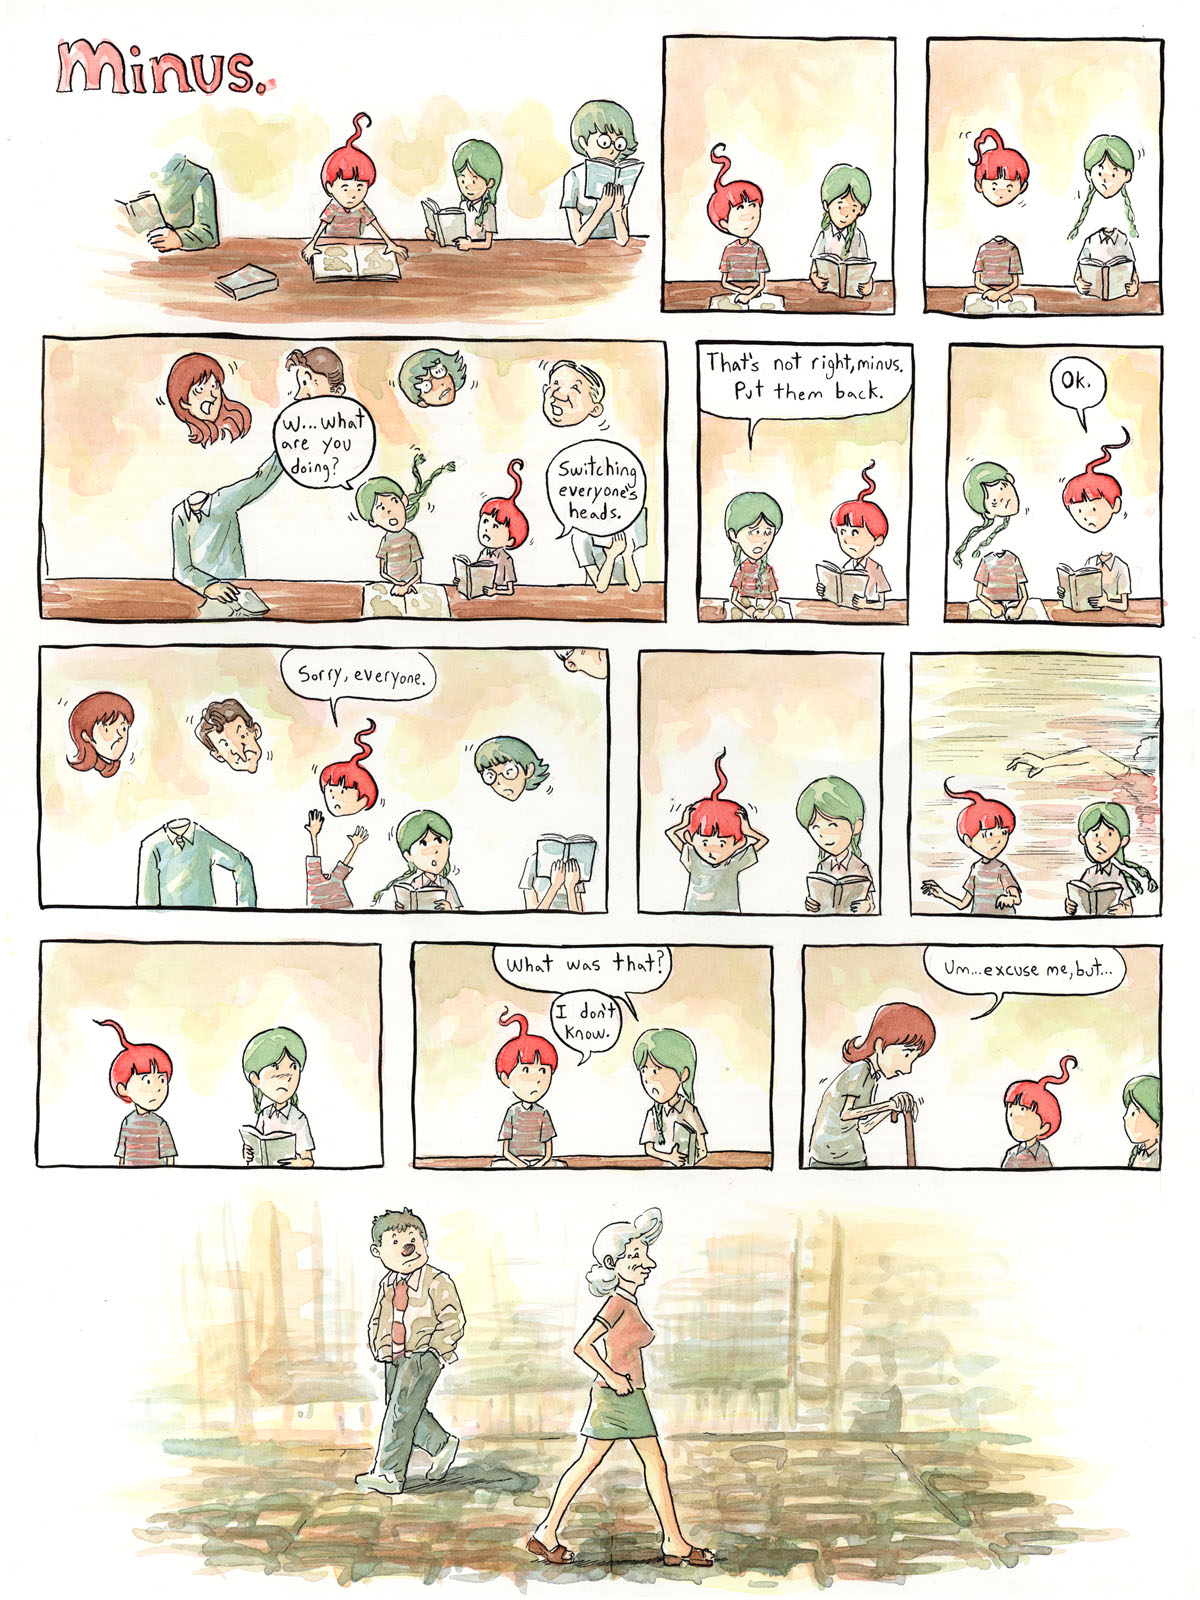 Minus.
W...What
are you
doing?
Switching
everyone's
heads.
That's not right, minus.
Put them back.
Ok.
Sorry, everyone.
What was that?
I don't
know.
Um...excuse me, but...